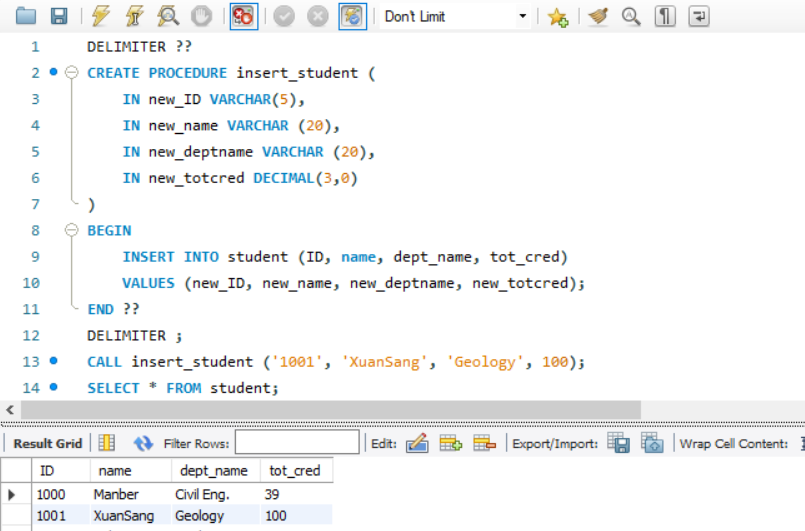 Don't Limit
1 DELIMITER ??
2 CREATE PROCEDURE insert_student (
3 IN new_ID VARCHAR(5),
4 IN new_name VARCHAR (20),
5 IN new_deptname VARCHAR (20),
6 IN new_totcred DECIMAL(3,0)
7 )
8 BEGIN
9 INSERT INTO student (ID, name, dept_name, tot_cred)
10 VALUES (new_ID, new_name, new_deptname, new_totcred);
11 END ??
12 DELIMITER ;
13 CALL insert_student ('1001', 'XuanSang', 'Geology', 100);
14 SELECT * FROM student;
Result Grid Filter Rows: Edit: Export/Import: Wrap Cell Content:
ID name dept_name tot_cred
1000 Manber Civil Eng. 39
1001 XuanSang Geology 100